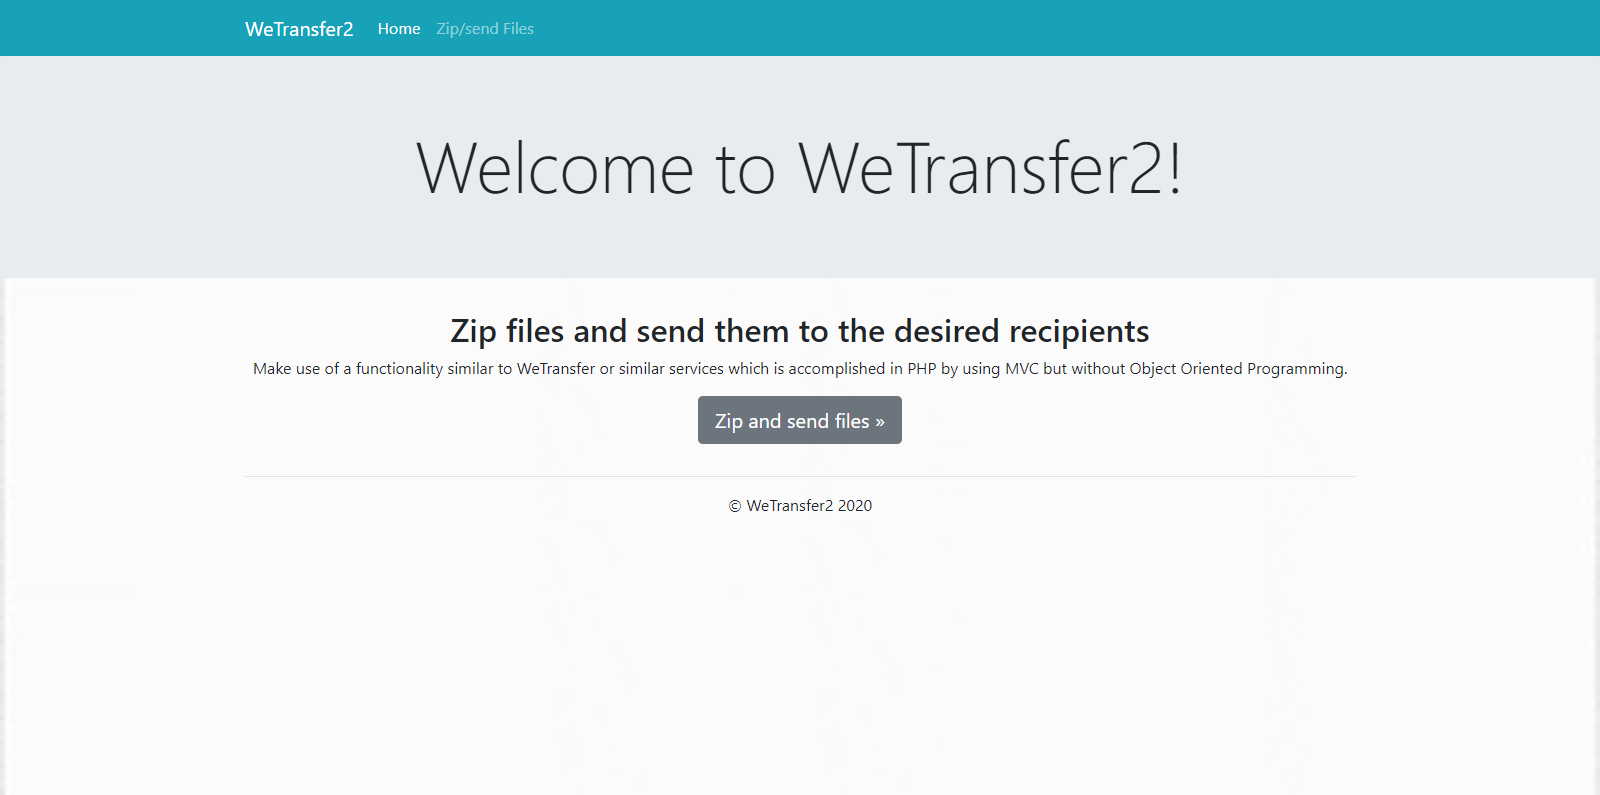 WeTransfer2 Home Zip/send Files
Welcome to WeTransfer2!
Zip files and send them to the desired recipients
Make use of a functionality similar to WeTransfer or similar services which is accomplished in PHP by using MVC but without Object Oriented Programming.
Zip and send files »
© WeTransfer2 2020